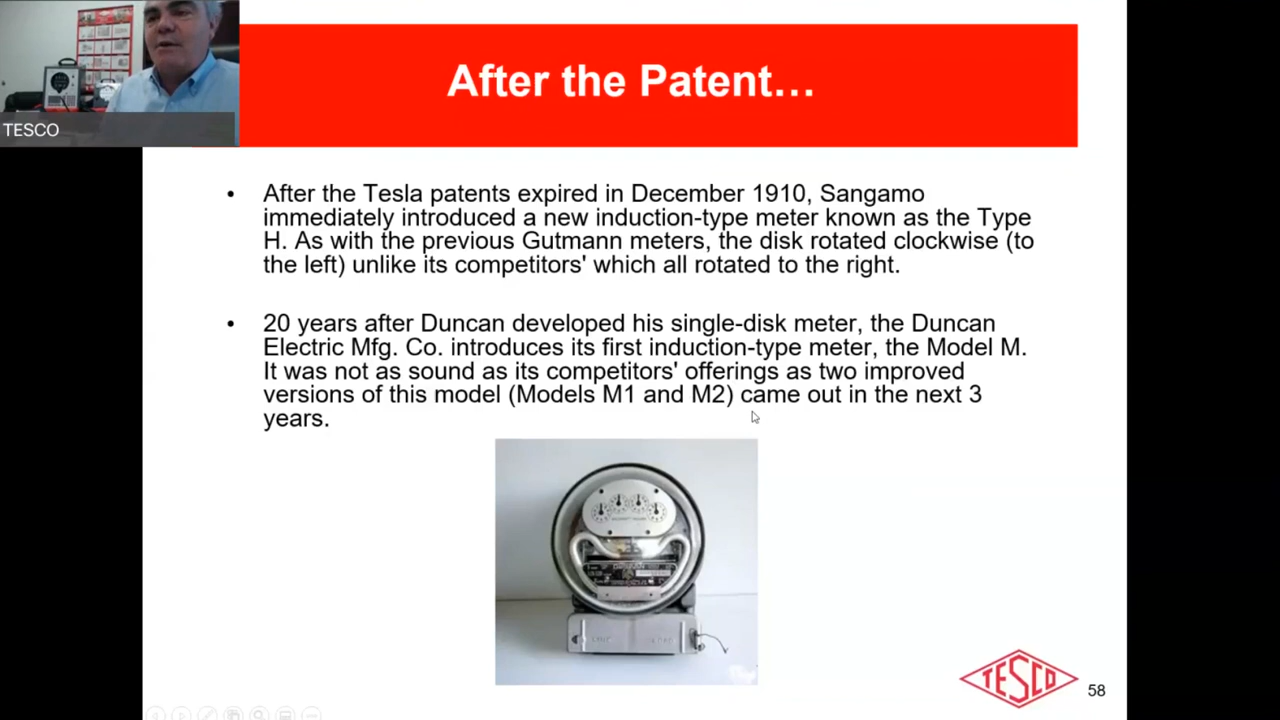 TESCO
After the Patent...
• After the Tesla patents expired in December 1910, Sangamo
immediately introduced a new induction-type meter known as the Type
H. As with the previous Gutmann meters, the disk rotated clockwise (to
the left) unlike its competitors' which all rotated to the right.
• 20 years after Duncan developed his single-disk meter, the Duncan
Electric Mfg. Co. introduces its first induction-type meter, the Model M.
It was not as sound as its competitors' offerings as two improved
versions of this model (Models M1 and M2) came out in the next 3
years.
TESCO
58